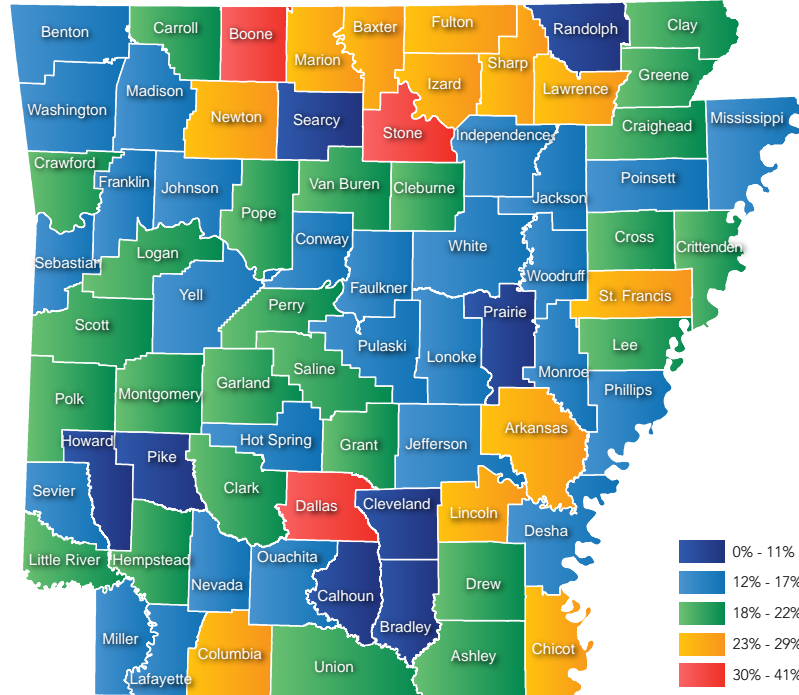 Benton
Carroll
Boone
Marion
Baxter
Fulton
Randolph
Clay
Washington
Madison
Newton
Searcy
Stone
Izard
Sharp
Lawrence
Greene
Craighead
Mississippi
Independence
Crawford
Franklin
Johnson
Pope
Van Buren
Cleburne
Jackson
Poinsett
Sebastian
Logan
Conway
White
Woodruff
Cross
Crittenden
Yell
Faulkner
St. Francis
Scott
Perry
Prairie
Pulaski
Lonoke
Monroe
Lee
Polk
Montgomery
Garland
Saline
Phillips
Howard
Pike
Hot Spring
Grant
Jefferson
Arkansas
Sevier
Clark
Dallas
Cleveland
Lincoln
Desha
Little River
Hempstead
Nevada
Ouachita
Calhoun
Bradley
Drew
Miller
Lafayette
Columbia
Union
Ashley
Chicot
0% - 11%
12% - 17%
18% - 22%
23% - 29%
30% - 41%